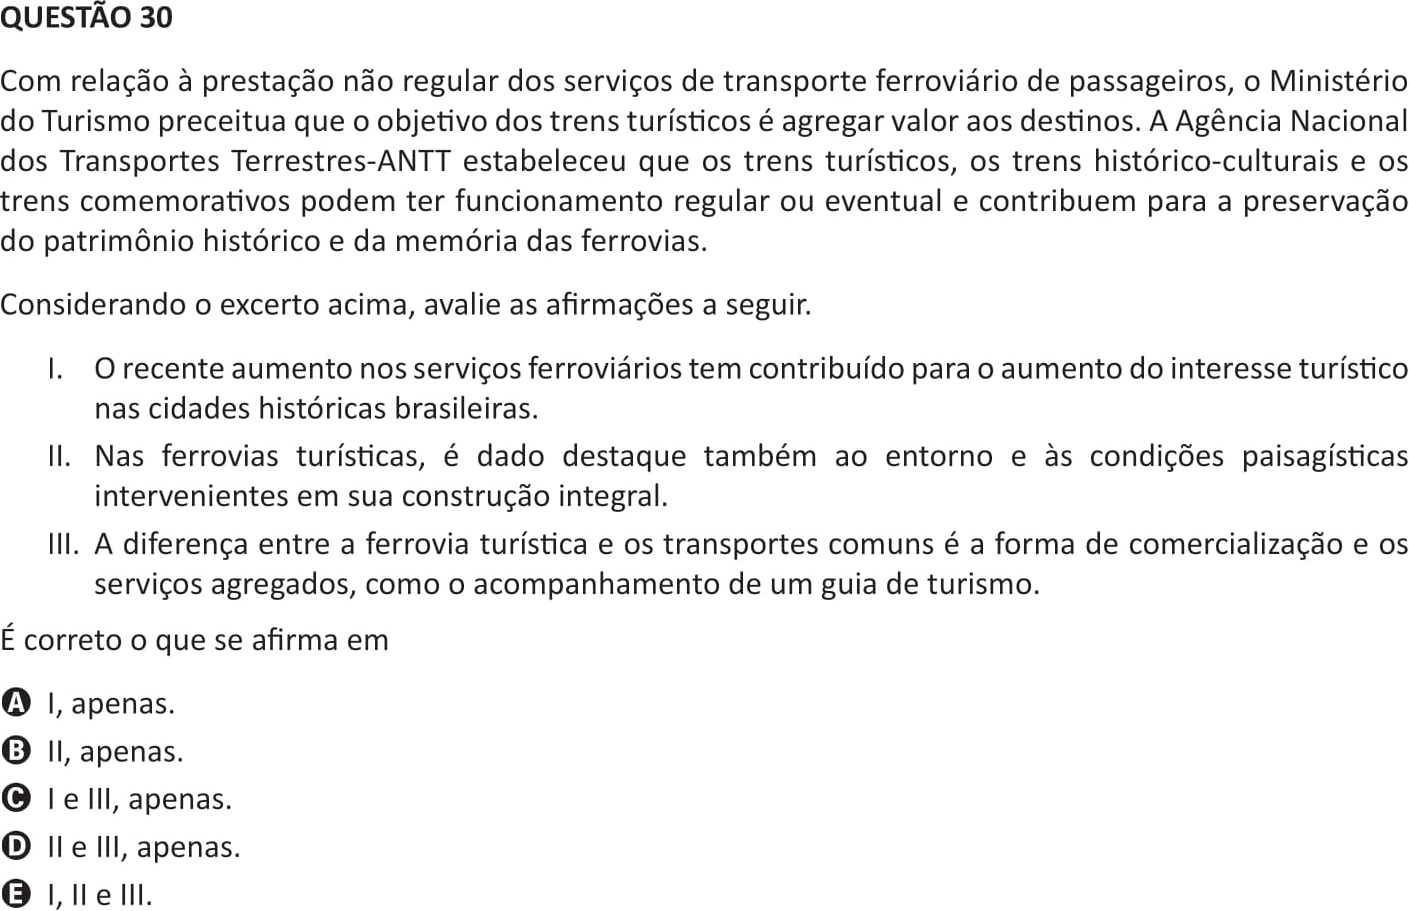 QUESTÃO 30
Com relação à prestação não regular dos serviços de transporte ferroviário de passageiros, o Ministério
do Turismo preceitua que o objetivo dos trens turísticos é agregar valor aos destinos. A Agência Nacional
dos Transportes Terrestres-ANTT estabeleceu que os trens turísticos, os trens histórico-culturais e os
trens comemorativos podem ter funcionamento regular ou eventual e contribuem para a preservação
do patrimônio histórico e da memória das ferrovias.
Considerando o excerto acima, avalie as afirmações a seguir.
I. O recente aumento nos serviços ferroviários tem contribuído para o aumento do interesse turístico
nas cidades históricas brasileiras.
II. Nas ferrovias turísticas, é dado destaque também ao entorno e às condições paisagísticas
intervenientes em sua construção integral.
III. A diferença entre a ferrovia turística e os transportes comuns é a forma de comercialização e os
serviços agregados, como o acompanhamento de um guia de turismo.
É correto o que se afirma em
A I, apenas.
B II, apenas.
C I e III, apenas.
D II e III, apenas.
E I, II e III.